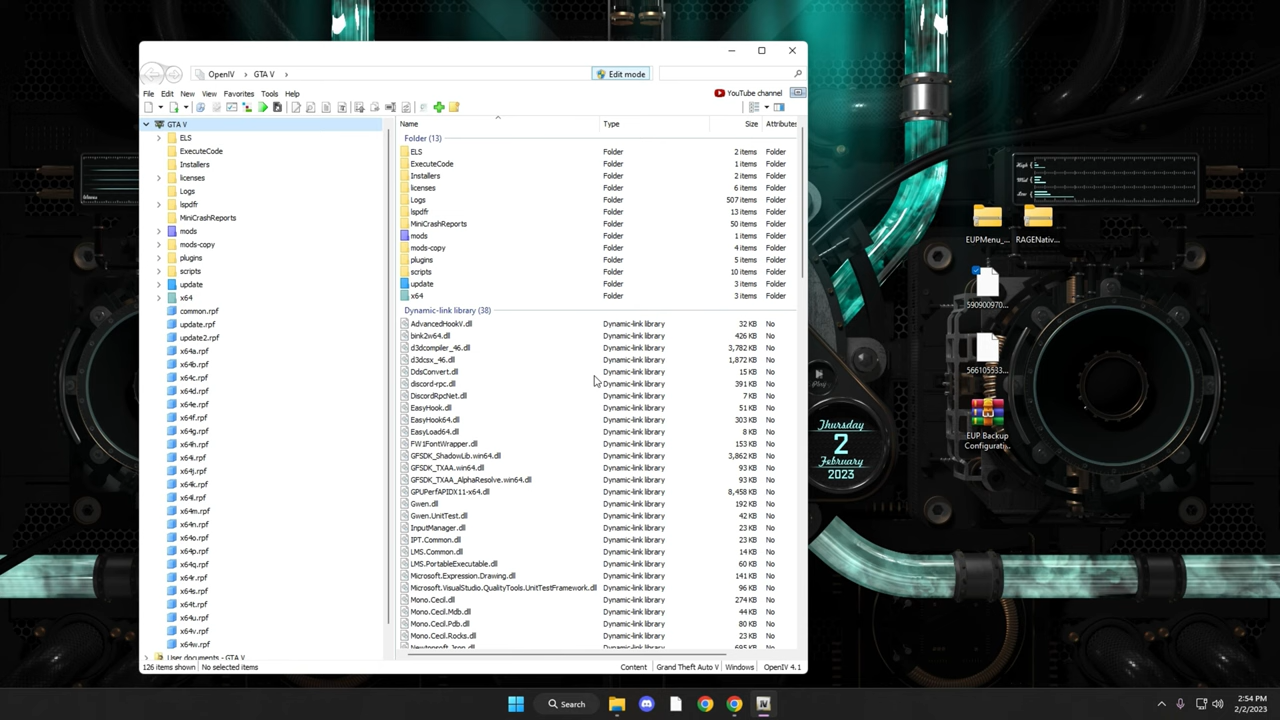 OpenIV > GTA V >
Edit mode
File Edit New View Favorites Tools Help
YouTube channel
GTA V
ELS
ExecuteCode
Installers
licenses
Logs
lspdfr
MiniCrashReports
mods
mods-copy
plugins
scripts
update
x64
common.rpf
update.rpf
update2.rpf
x64a.rpf
x64b.rpf
x64c.rpf
x64d.rpf
x64e.rpf
x64f.rpf
x64g.rpf
x64h.rpf
x64i.rpf
x64j.rpf
x64k.rpf
x64l.rpf
x64m.rpf
x64n.rpf
x64o.rpf
x64p.rpf
x64q.rpf
x64r.rpf
x64s.rpf
x64t.rpf
x64u.rpf
x64v.rpf
x64w.rpf
User documents - GTA V
Name Type Size Attributes
Folder (13)
ELS Folder 2 items Folder
ExecuteCode Folder 1 items Folder
Installers Folder 2 items Folder
licenses Folder 6 items Folder
Logs Folder 507 items Folder
lspdfr Folder 13 items Folder
MiniCrashReports Folder 50 items Folder
mods Folder 1 items Folder
mods-copy Folder 4 items Folder
plugins Folder 5 items Folder
scripts Folder 10 items Folder
update Folder 3 items Folder
x64 Folder 3 items Folder
Dynamic-link library (38)
AdvancedHookV.dll Dynamic-link library 32 KB No
bink2w64.dll Dynamic-link library 426 KB No
d3dcompiler_46.dll Dynamic-link library 3,782 KB No
d3dcsx_46.dll Dynamic-link library 1,872 KB No
DdsConvert.dll Dynamic-link library 15 KB No
discord-rpc.dll Dynamic-link library 391 KB No
DiscordRpcNet.dll Dynamic-link library 7 KB No
EasyHook.dll Dynamic-link library 51 KB No
EasyHook64.dll Dynamic-link library 303 KB No
EasyLoad64.dll Dynamic-link library 8 KB No
FW1FontWrapper.dll Dynamic-link library 153 KB No
GFSDK_ShadowLib.win64.dll Dynamic-link library 3,862 KB No
GFSDK_TXAA.win64.dll Dynamic-link library 93 KB No
GFSDK_TXAA_AlphaResolve.win64.dll Dynamic-link library 93 KB No
GPUPerfAPIDX11-x64.dll Dynamic-link library 8,458 KB No
Gwen.dll Dynamic-link library 192 KB No
Gwen.UnitTest.dll Dynamic-link library 42 KB No
InputManager.dll Dynamic-link library 23 KB No
IPT.Common.dll Dynamic-link library 23 KB No
LMS.Common.dll Dynamic-link library 14 KB No
LMS.PortableExecutable.dll Dynamic-link library 60 KB No
Microsoft.Expression.Drawing.dll Dynamic-link library 141 KB No
Microsoft.VisualStudio.QualityTools.UnitTestFramework.dll Dynamic-link library 96 KB No
Mono.Cecil.dll Dynamic-link library 274 KB No
Mono.Cecil.Mdb.dll Dynamic-link library 44 KB No
Mono.Cecil.Pdb.dll Dynamic-link library 80 KB No
Mono.Cecil.Rocks.dll Dynamic-link library 23 KB No
Newtonsoft.Json.dll Dynamic-link library 695 KB No
126 items shown No selected items
Content Grand Theft Auto V Windows OpenIV 4.1
High
Mid
Low
EUPMenu_... RAGENativ...
590900970...
566105533...
EUP Backup
Configurati...
Play
Thursday
2
February
2023
Search
2:54 PM
2/2/2023